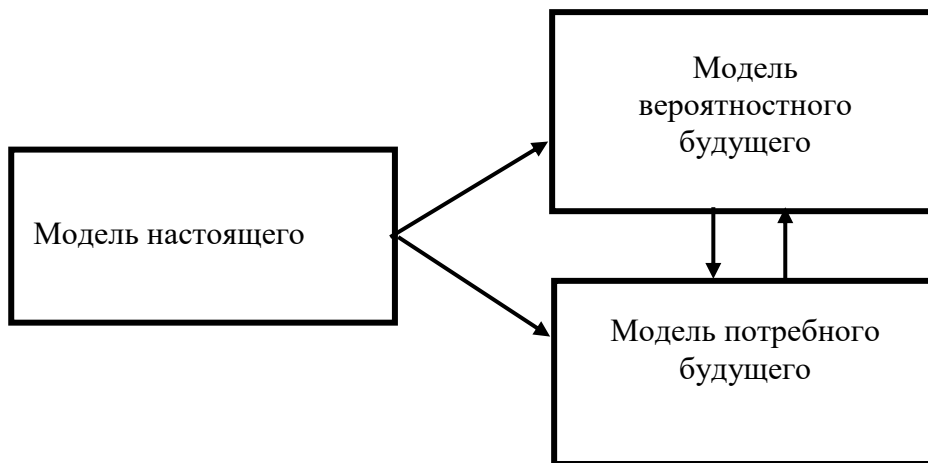 Модель
вероятностного
будущего
Модель настоящего
Модель потребного
будущего